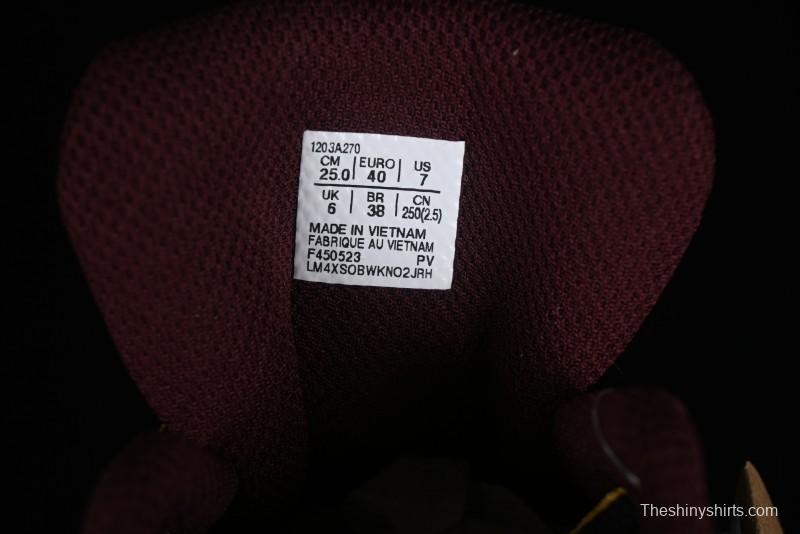 1203A270
CM | EURO | US
25.0 40 7
UK | BR | CN
6 38 250(2.5)
MADE IN VIETNAM
FABRIQUE AU VIETNAM
F450523 PV
LM4XSOBWKNO2JRH
Theshinyshirts.com